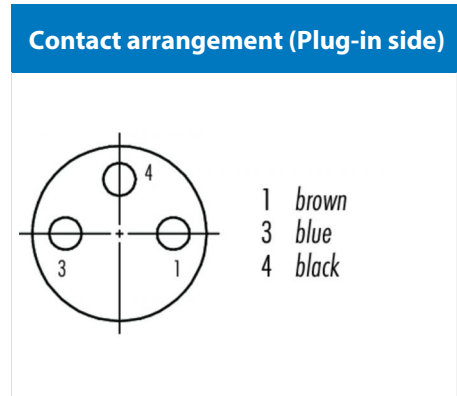 Contact arrangement (Plug-in side)
4
3
1
1 brown
3 blue
4 black